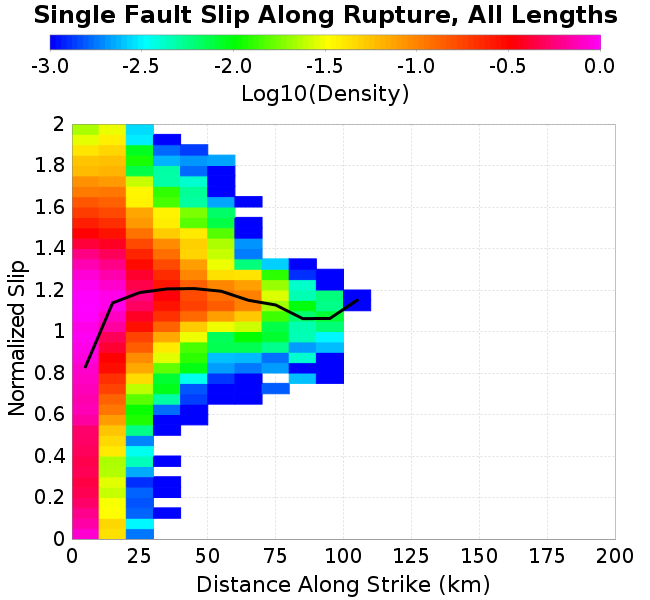 Single Fault Slip Along Rupture, All Lengths
-3.0 -2.5 -2.0 -1.5 -1.0 -0.5 0.0
Log10(Density)
2
1.8
1.6
1.4
1.2
1
0.8
0.6
0.4
0.2
0
Normalized Slip
0 25 50 75 100 125 150 175 200
Distance Along Strike (km)